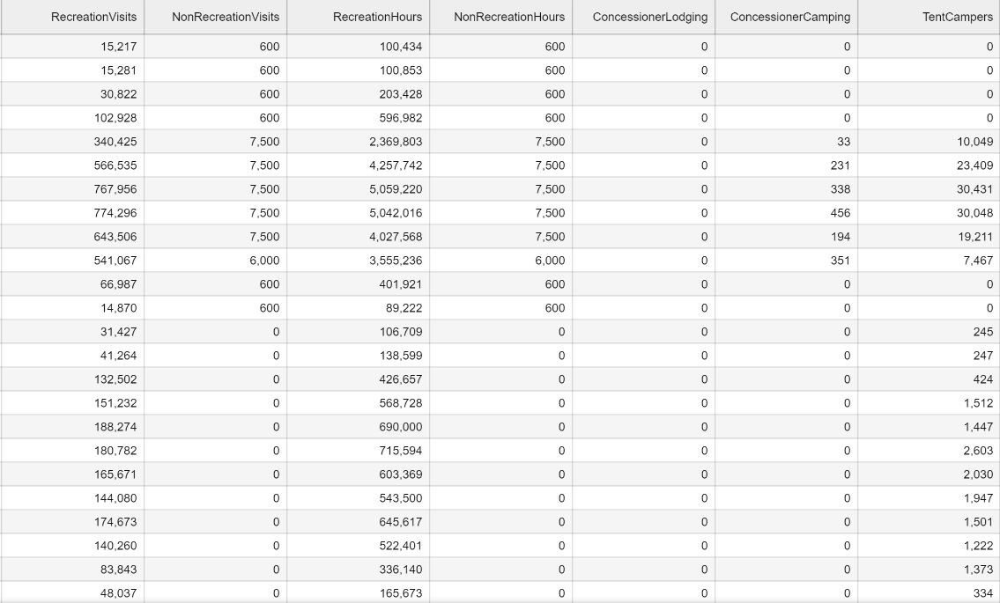 RecreationVisits NonRecreationVisits RecreationHours NonRecreationHours ConcessionerLodging ConcessionerCamping TentCampers
15,217 600 100,434 600 0 0 0
15,281 600 100,853 600 0 0 0
30,822 600 203,428 600 0 0 0
102,928 600 596,982 600 0 0 0
340,425 7,500 2,369,803 7,500 0 33 10,049
566,535 7,500 4,257,742 7,500 0 231 23,409
767,956 7,500 5,059,220 7,500 0 338 30,431
774,296 7,500 5,042,016 7,500 0 456 30,048
643,506 7,500 4,027,568 7,500 0 194 19,211
541,067 6,000 3,555,236 6,000 0 351 7,467
66,987 600 401,921 600 0 0 0
14,870 600 89,222 600 0 0 0
31,427 0 106,709 0 0 0 245
41,264 0 138,599 0 0 0 247
132,502 0 426,657 0 0 0 424
151,232 0 568,728 0 0 0 1,512
188,274 0 690,000 0 0 0 1,447
180,782 0 715,594 0 0 0 2,603
165,671 0 603,369 0 0 0 2,030
144,080 0 543,500 0 0 0 1,947
174,673 0 645,617 0 0 0 1,501
140,260 0 522,401 0 0 0 1,222
83,843 0 336,140 0 0 0 1,373
48,037 0 165,673 0 0 0 334